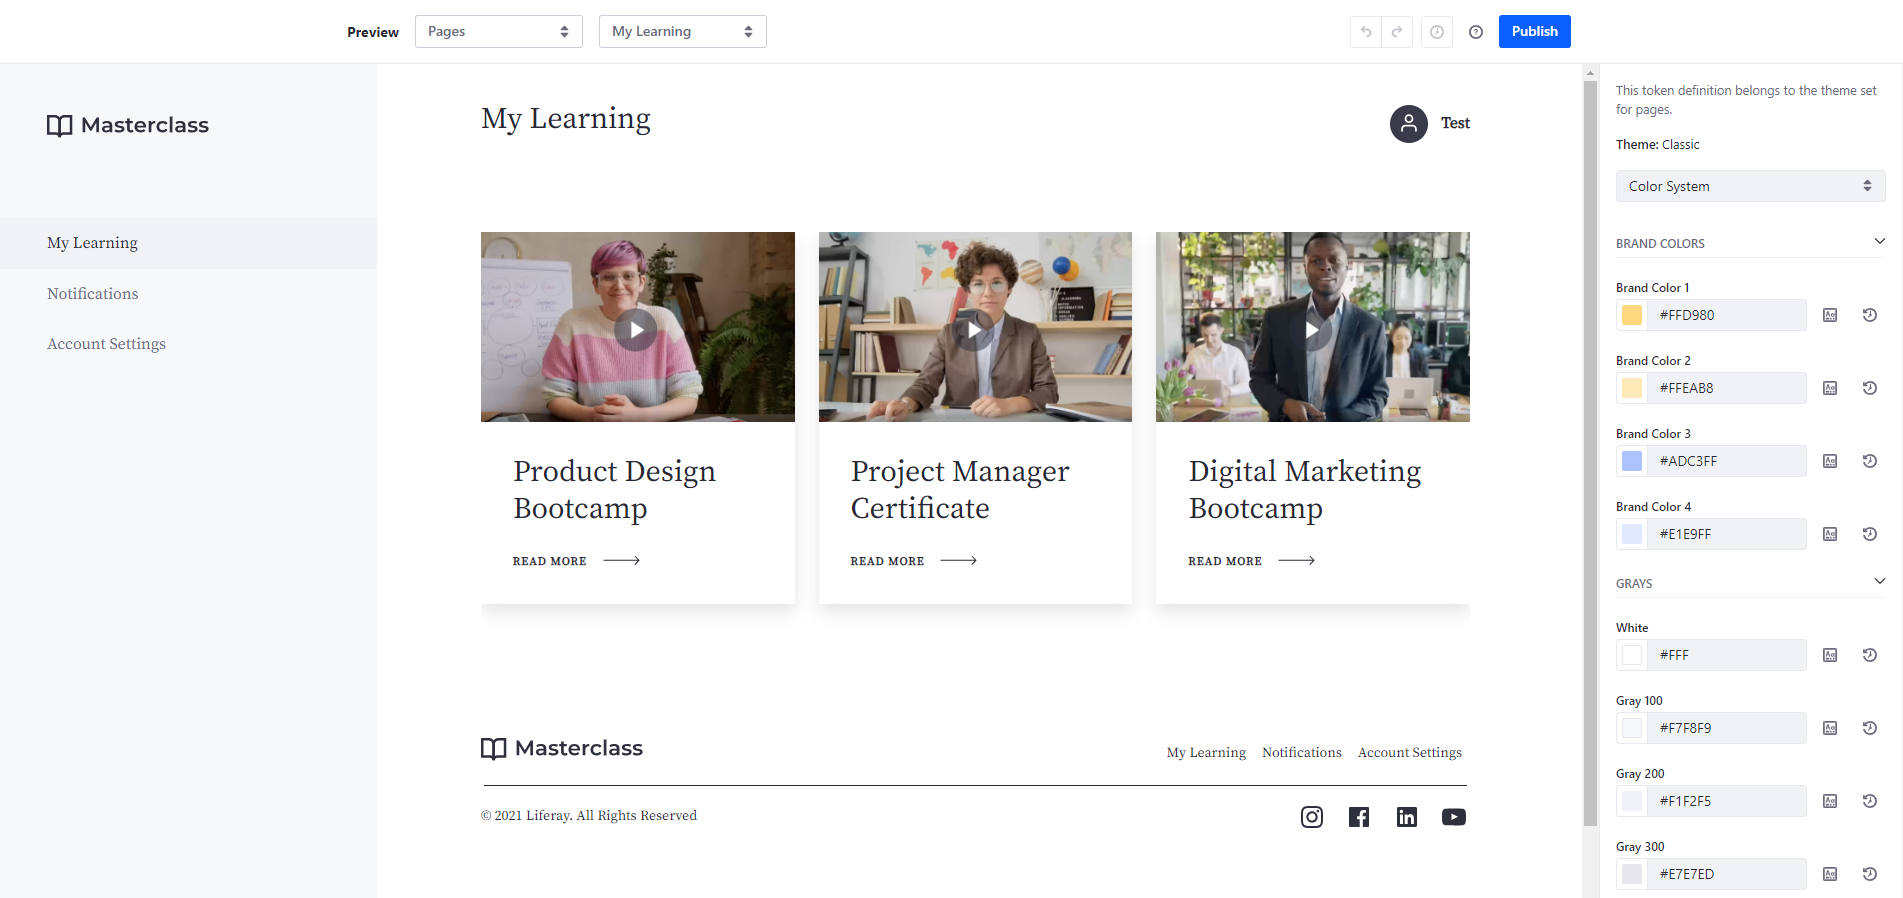 Preview
Pages
My Learning
Publish
Masterclass
My Learning
Notifications
Account Settings
My Learning
Test
Product Design
Bootcamp
READ MORE
Project Manager
Certificate
READ MORE
Digital Marketing
Bootcamp
READ MORE
Masterclass
My Learning Notifications Account Settings
© 2021 Liferay. All Rights Reserved
This token definition belongs to the theme set
for pages.
Theme: Classic
Color System
BRAND COLORS
Brand Color 1
#FFD980
Brand Color 2
#FFEAB8
Brand Color 3
#ADC3FF
Brand Color 4
#E1E9FF
GRAYS
White
#FFF
Gray 100
#F7F8F9
Gray 200
#F1F2F5
Gray 300
#E7E7ED